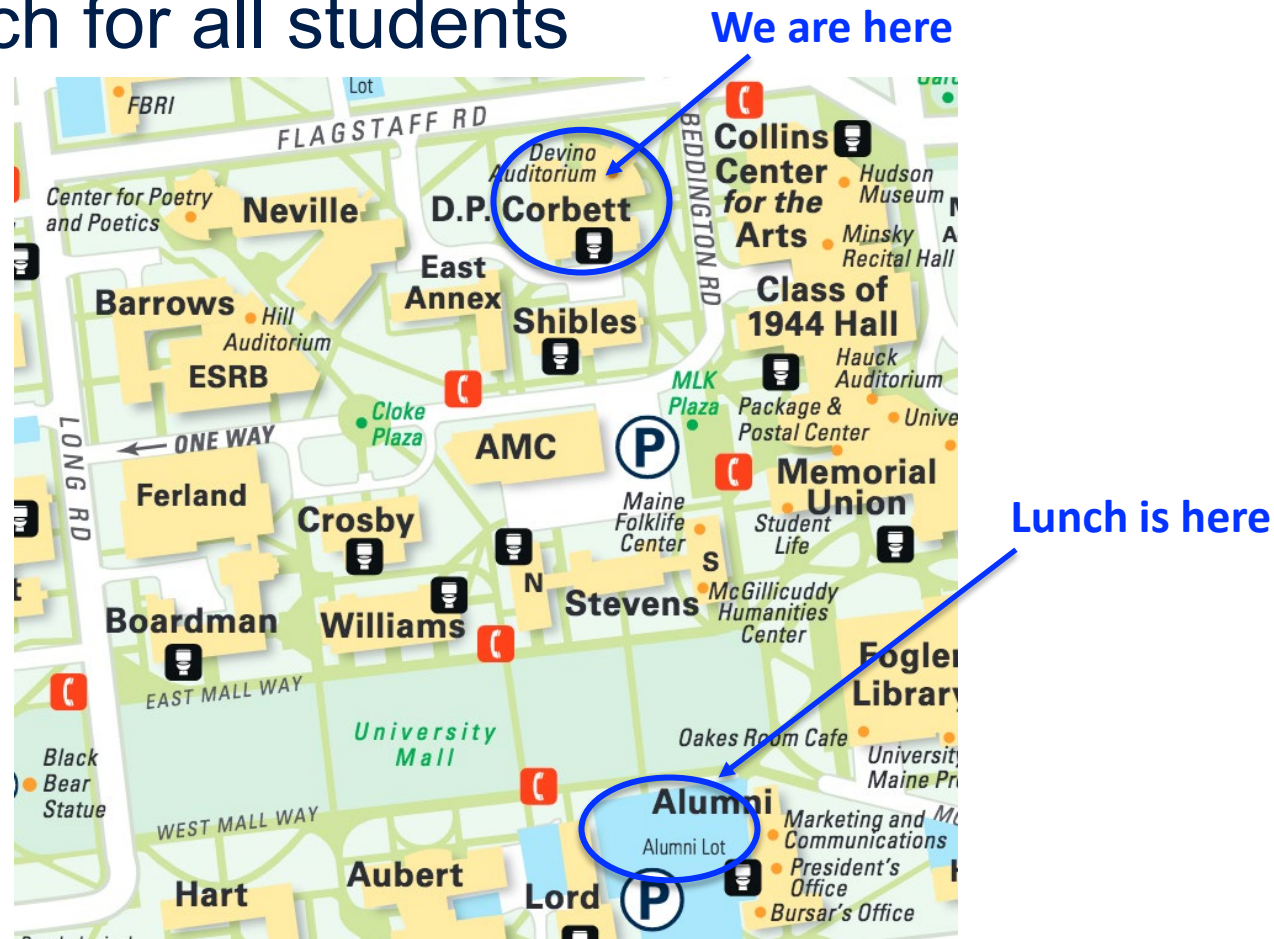 ch for all students
We are here
FBRI
Lot
FLAGSTAFF RD
BEDDINGTON RD
Devino
Auditorium
D.P. Corbett
Collins
Center
for the
Arts
Hudson
Museum
Minsky
Recital Hall
Center for Poetry
and Poetics
Neville
East
Annex
Class of
1944 Hall
Barrows
Hill
Auditorium
Shibles
ESRB
Hauck
Auditorium
MLK
Plaza
Package &
Postal Center
Cloke
Plaza
LONG RD
ONE WAY
AMC
P
Memorial
Union
Ferland
Crosby
Maine
Folklife
Center
Student
Life
Lunch is here
N
S
Stevens
McGillicuddy
Humanities
Center
Boardman
Williams
Fogler
Library
EAST MALL WAY
University
Mall
Oakes Room Cafe
University
Black
Bear
Statue
Maine
WEST MALL WAY
Alumni
Alumni Lot
Marketing and
Communications
President's
Office
Bursar's Office
Hart
Aubert
Lord
P